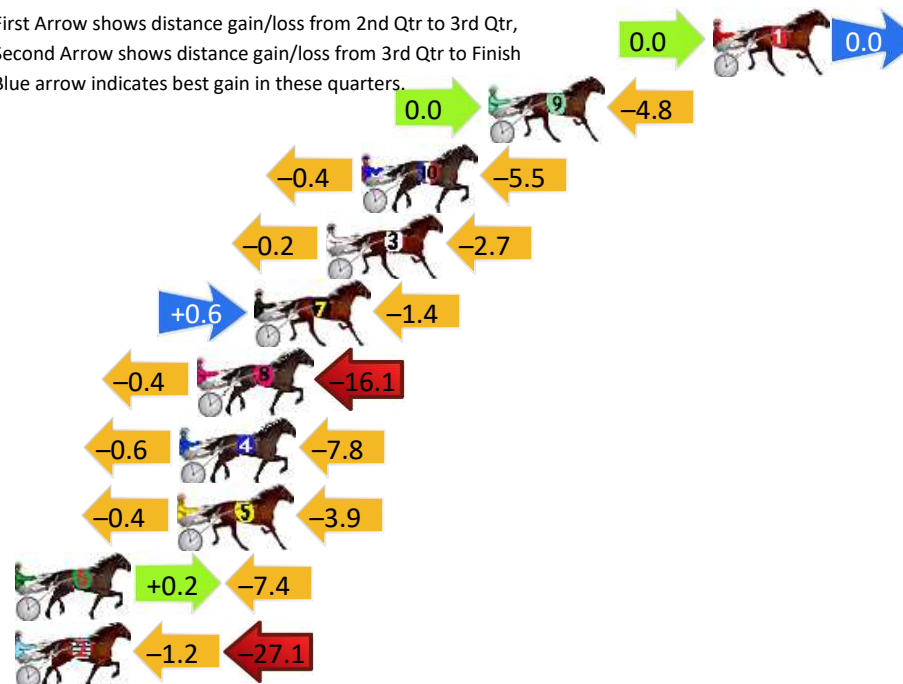 First Arrow shows distance gain/loss from 2nd Qtr to 3rd Qtr,
Second Arrow shows distance gain/loss from 3rd Qtr to Finish
Blue arrow indicates best gain in these quarters.
0.0 1 0.0
0.0 9 –4.8
–0.4 10 –5.5
–0.2 3 –2.7
+0.6 7 –1.4
–0.4 8 –16.1
–0.6 4 –7.8
–0.4 5 –3.9
6 +0.2 –7.4
2 –1.2 –27.1